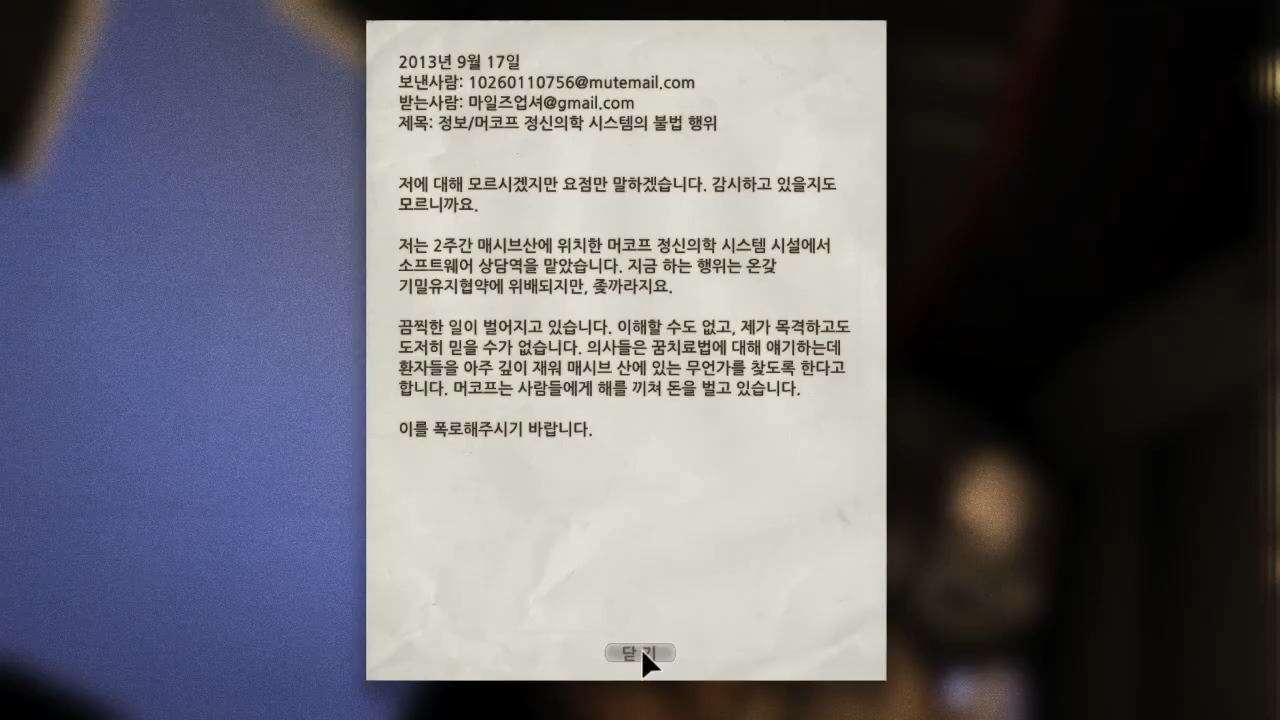 2013년 9월 17일
보낸사람: 10260110756@mutemail.com
받는사람: 마일즈업셔@gmail.com
제목: 정보/머코프 정신의학 시스템의 불법 행위
저에 대해 모르시겠지만 요점만 말하겠습니다. 감시하고 있을지도
모르니까요.
저는 2주간 매시브산에 위치한 머코프 정신의학 시스템 시설에서
소프트웨어 상담역을 맡았습니다. 지금 하는 행위는 온갖
기밀유지협약에 위배되지만, 좆까라지요.
끔찍한 일이 벌어지고 있습니다. 이해할 수도 없고, 제가 목격하고도
도저히 믿을 수가 없습니다. 의사들은 꿈치료법에 대해 얘기하는데
환자들을 아주 깊이 재워 매시브 산에 있는 무언가를 찾도록 한다고
합니다. 머코프는 사람들에게 해를 끼쳐 돈을 벌고 있습니다.
이를 폭로해주시기 바랍니다.
닫기